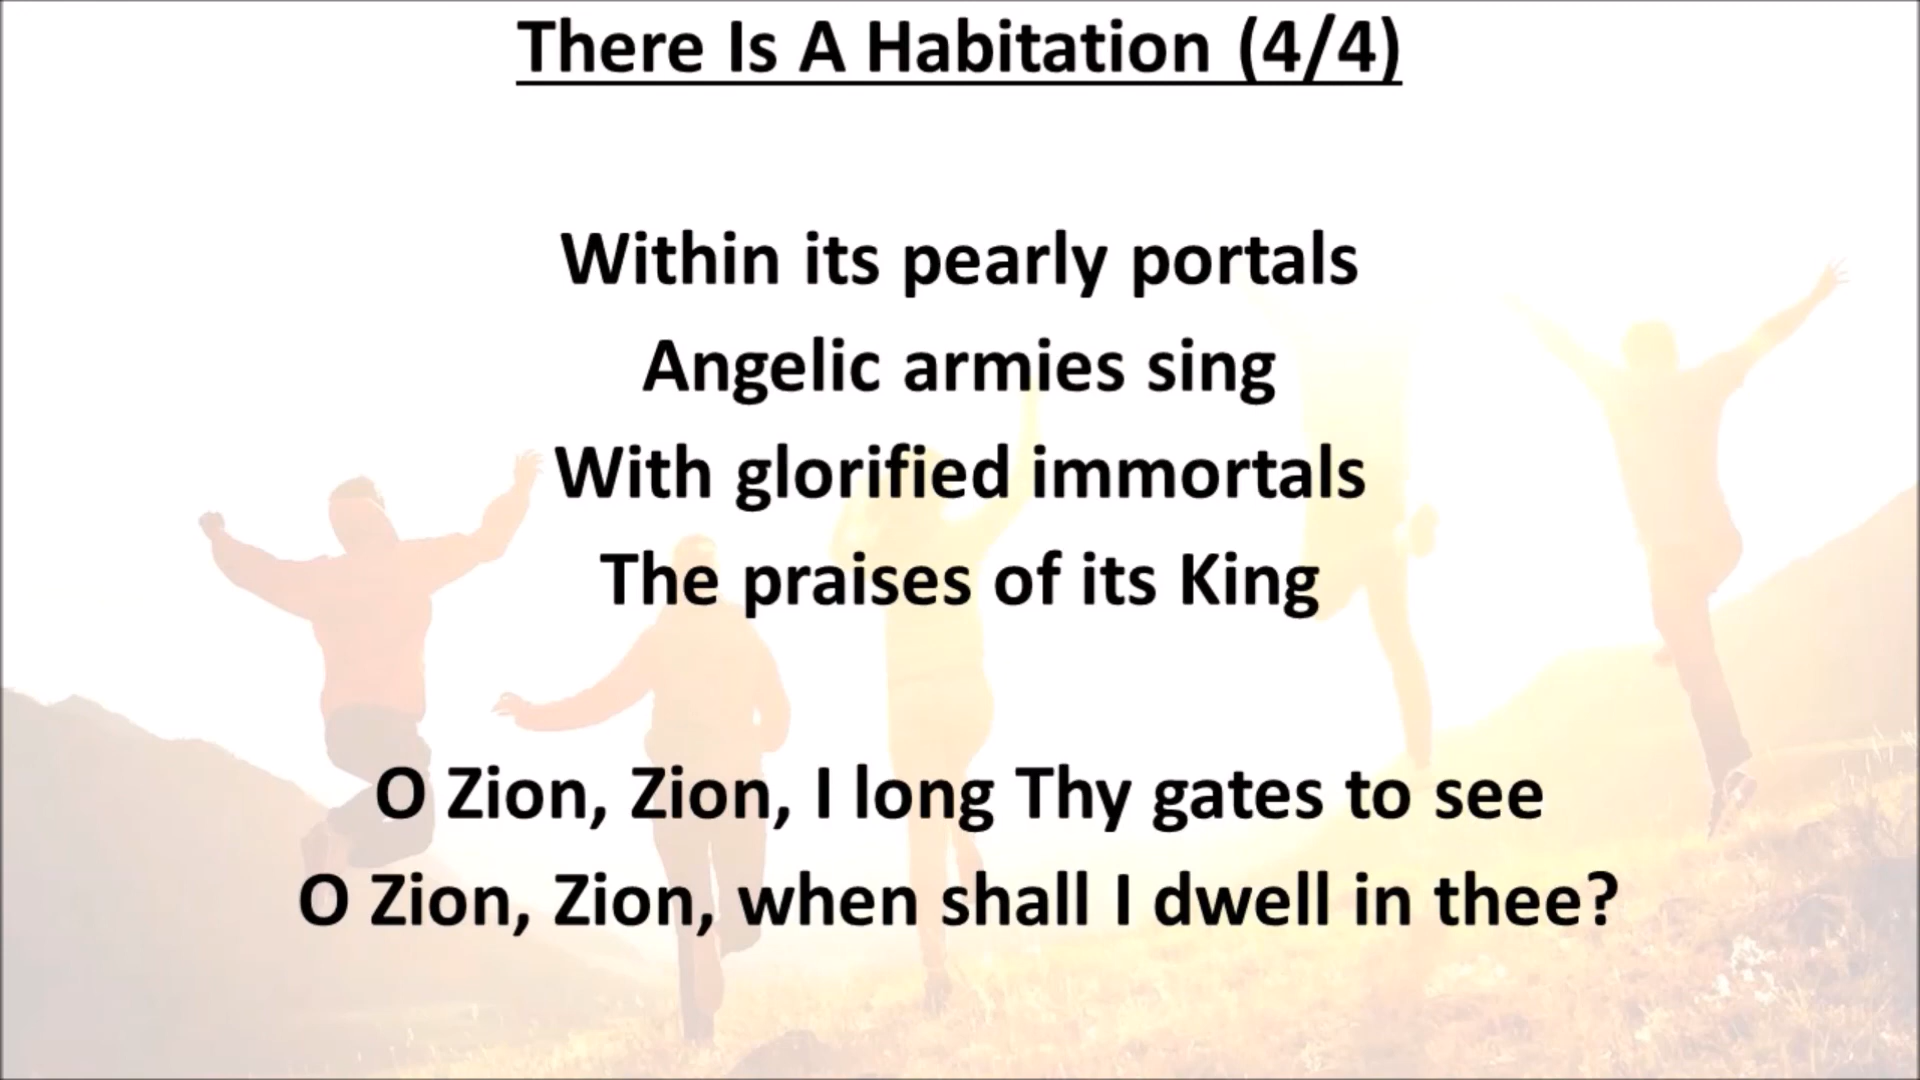 There Is A Habitation (4/4)
Within its pearly portals
Angelic armies sing
With glorified immortals
The praises of its King
O Zion, Zion, I long Thy gates to see
O Zion, Zion, when shall I dwell in thee?